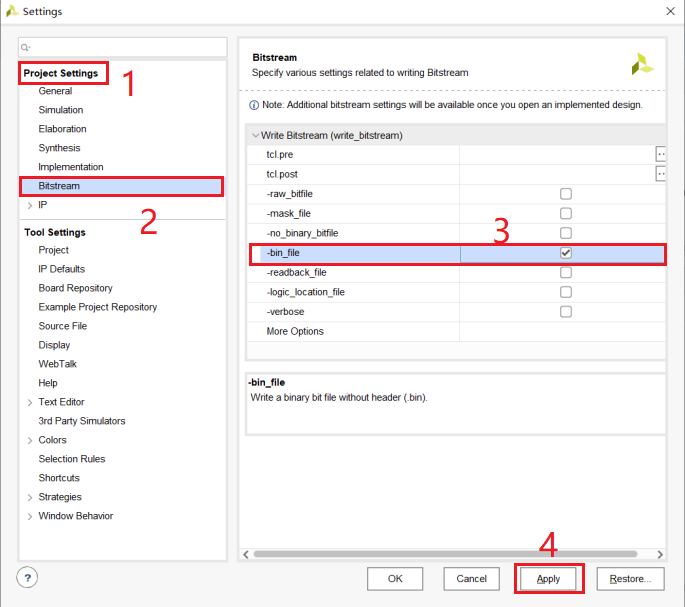 Settings
Project Settings
1
General
Simulation
Elaboration
Synthesis
Implementation
Bitstream
IP
2
Tool Settings
Project
IP Defaults
Board Repository
Example Project Repository
Source File
Display
WebTalk
Help
Text Editor
3rd Party Simulators
Colors
Selection Rules
Shortcuts
Strategies
Window Behavior
Bitstream
Specify various settings related to writing Bitstream
Note: Additional bitstream settings will be available once you open an implemented design.
Write Bitstream (write_bitstream)
tcl.pre
tcl.post
-raw_bitfile
-mask_file
-no_binary_bitfile
3
-bin_file
-readback_file
-logic_location_file
-verbose
More Options
-bin_file
Write a binary bit file without header (.bin).
4
?
OK
Cancel
Apply
Restore...